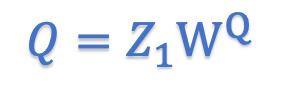 Q = Z₁W^Q